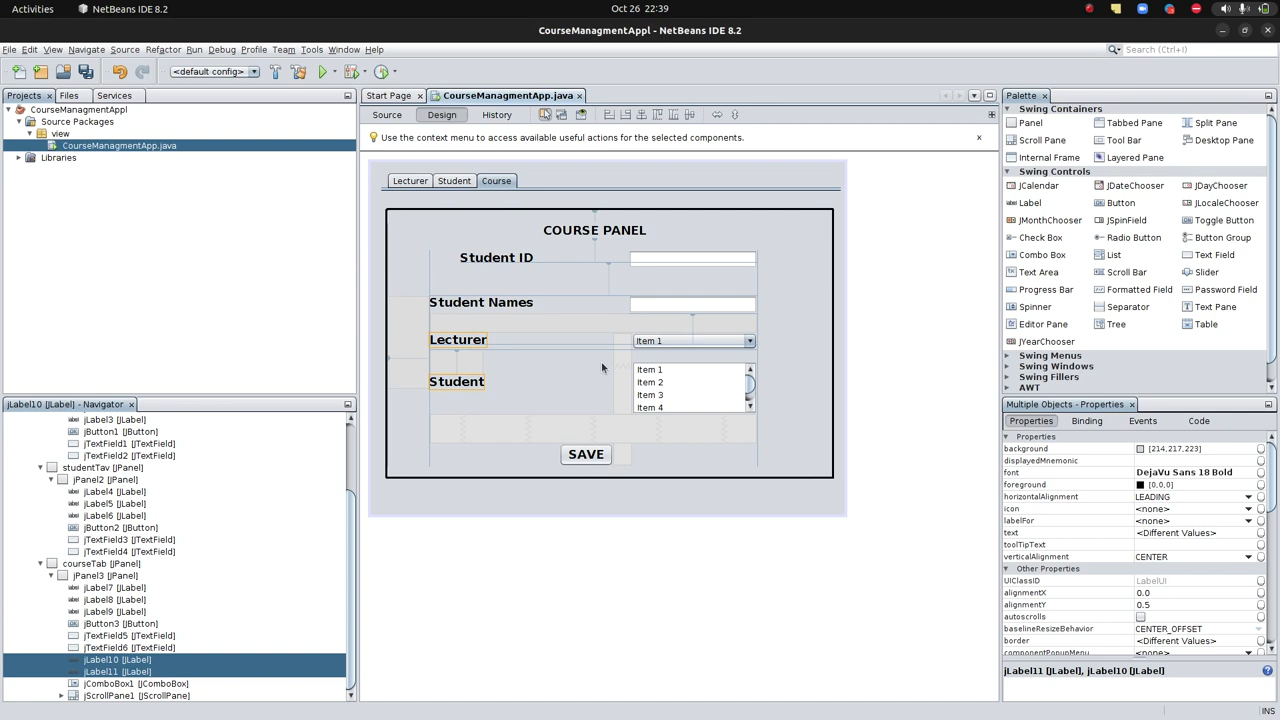 Activities NetBeans IDE 8.2 Oct 26 22:39
CourseManagmentAppl - NetBeans IDE 8.2
File Edit View Navigate Source Refactor Run Debug Profile Team Tools Window Help Search (Ctrl+I)
<default config>
Projects Files Services
CourseManagmentAppl
Source Packages
view
CourseManagmentApp.java
Libraries
Start Page CourseManagmentApp.java
Source Design History
Use the context menu to access available useful actions for the selected components.
Lecturer Student Course
COURSE PANEL
Student ID
Student Names
Lecturer Item 1
Student
Item 1
Item 2
Item 3
Item 4
SAVE
Palette
Swing Containers
Panel Tabbed Pane Split Pane
Scroll Pane Tool Bar Desktop Pane
Internal Frame Layered Pane
Swing Controls
JCalendar JDateChooser JDayChooser
Label Button JLocaleChooser
JMonthChooser JSpinField Toggle Button
Check Box Radio Button Button Group
Combo Box List Text Field
Text Area Scroll Bar Slider
Progress Bar Formatted Field Password Field
Spinner Separator Text Pane
Editor Pane Tree Table
JYearChooser
Swing Menus
Swing Windows
Swing Fillers
AWT
jLabel10 [JLabel] - Navigator
jLabel3 [JLabel]
jButton1 [JButton]
jTextField1 [JTextField]
jTextField2 [JTextField]
studentTav [JPanel]
jPanel2 [JPanel]
jLabel4 [JLabel]
jLabel5 [JLabel]
jLabel6 [JLabel]
jButton2 [JButton]
jTextField3 [JTextField]
jTextField4 [JTextField]
courseTab [JPanel]
jPanel3 [JPanel]
jLabel7 [JLabel]
jLabel8 [JLabel]
jLabel9 [JLabel]
jButton3 [JButton]
jTextField5 [JTextField]
jTextField6 [JTextField]
jLabel10 [JLabel]
jLabel11 [JLabel]
jComboBox1 [JComboBox]
jScrollPane1 [JScrollPane]
Multiple Objects - Properties
Properties Binding Events Code
Properties
background [214,217,223]
displayedMnemonic
font DejaVu Sans 18 Bold
foreground [0,0,0]
horizontalAlignment LEADING
icon <none>
labelFor <none>
text <Different Values>
toolTipText
verticalAlignment CENTER
Other Properties
UIClassID LabelUI
alignmentX 0.0
alignmentY 0.5
autoscrolls
baselineResizeBehavior CENTER_OFFSET
border <Different Values>
componentPopupMenu <none>
jLabel11 [JLabel], jLabel10 [JLabel]
INS